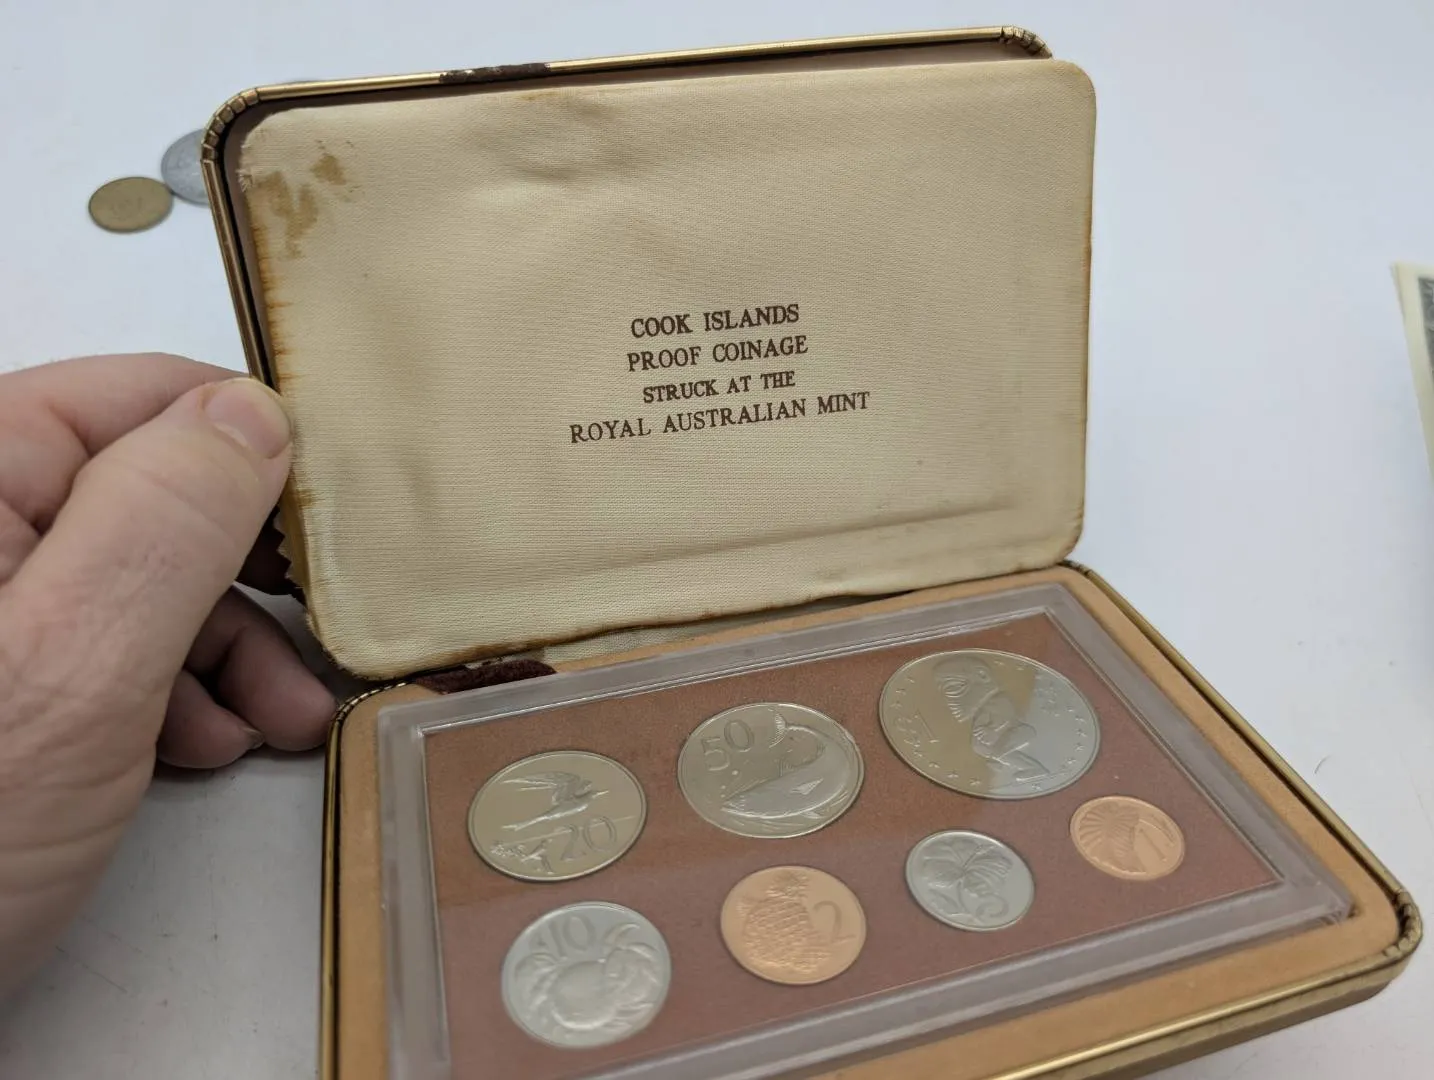 COOK ISLANDS
PROOF COINAGE
STRUCK AT THE
ROYAL AUSTRALIAN MINT
50
1
20
10
2
5
1